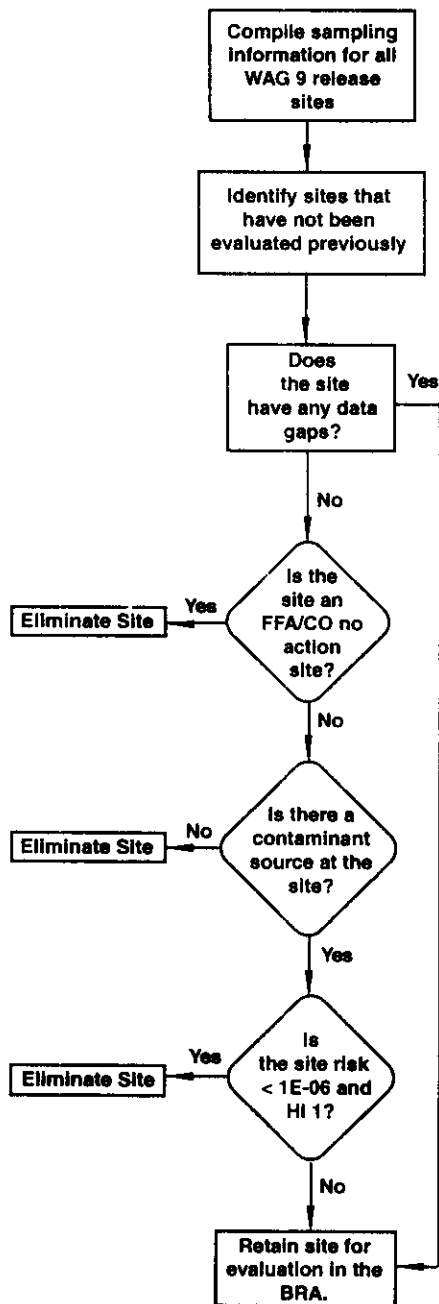 Compile sampling
information for all
WAG 9 release
sites
Identify sites that
have not been
evaluated previously
Does
the site
have any data
gaps?
Yes
No
Is the
site an
FFA/CO no
action
site?
Yes
Eliminate Site
No
Is there a
contaminant
source at the
site?
No
Eliminate Site
Yes
Is
the site risk
< 1E-06 and
HI 1?
Yes
Eliminate Site
No
Retain site for
evaluation in the
BRA.